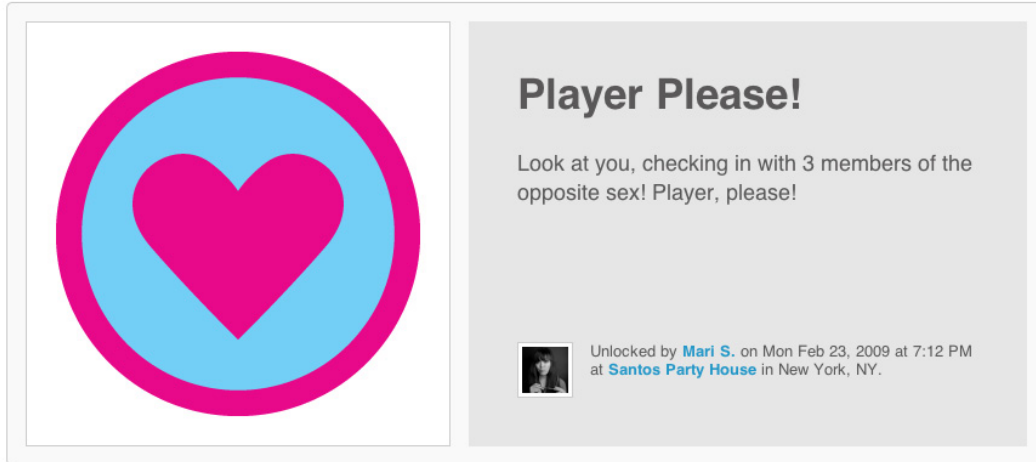 Player Please!
Look at you, checking in with 3 members of the
opposite sex! Player, please!
Unlocked by Mari S. on Mon Feb 23, 2009 at 7:12 PM
at Santos Party House in New York, NY.